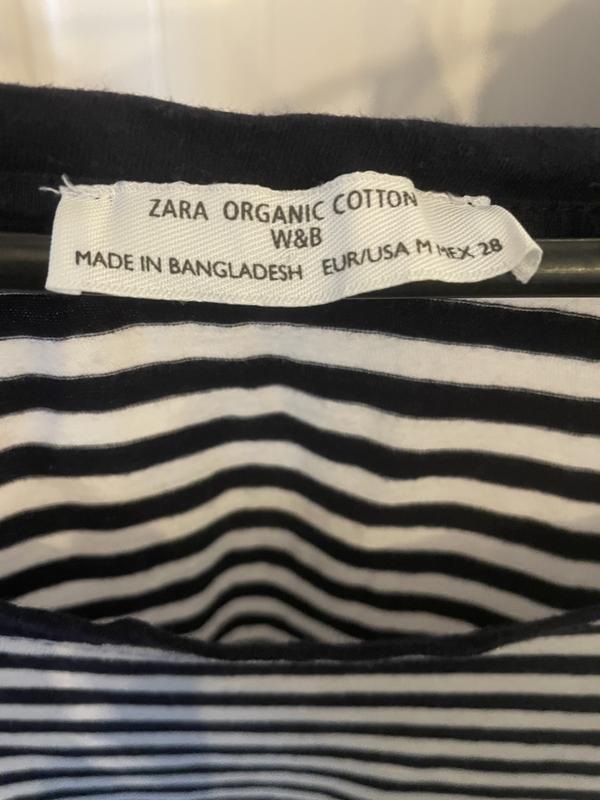 ZARA ORGANIC COTTON
W&B
MADE IN BANGLADESH EUR/USA M MEX 28